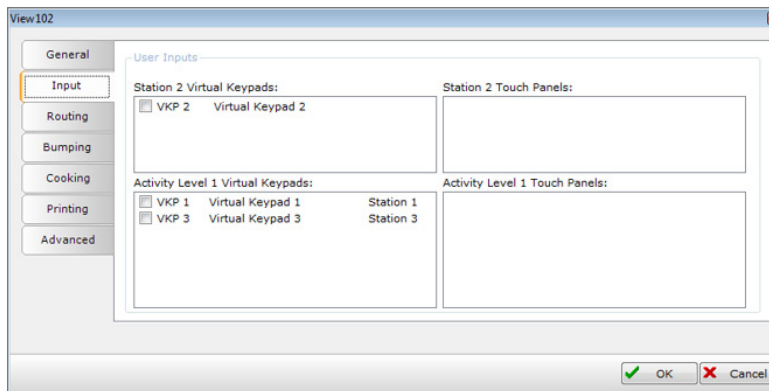 View102
General
Input
Routing
Bumping
Cooking
Printing
Advanced
User Inputs
Station 2 Virtual Keypads:
VKP 2 Virtual Keypad 2
Station 2 Touch Panels:
Activity Level 1 Virtual Keypads:
VKP 1 Virtual Keypad 1 Station 1
VKP 3 Virtual Keypad 3 Station 3
Activity Level 1 Touch Panels:
OK
Cancel